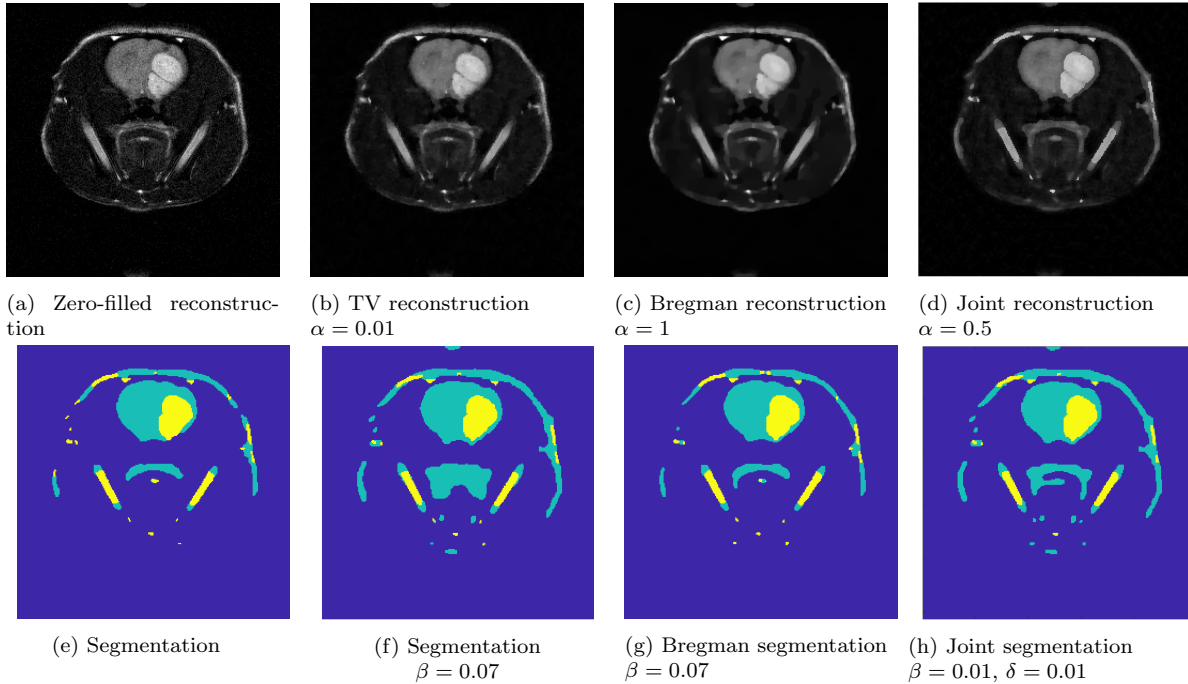 (a) Zero-filled reconstruc-
tion
(b) TV reconstruction
α = 0.01
(c) Bregman reconstruction
α = 1
(d) Joint reconstruction
α = 0.5
(e) Segmentation
(f) Segmentation
β = 0.07
(g) Bregman segmentation
β = 0.07
(h) Joint segmentation
β = 0.01, δ = 0.01